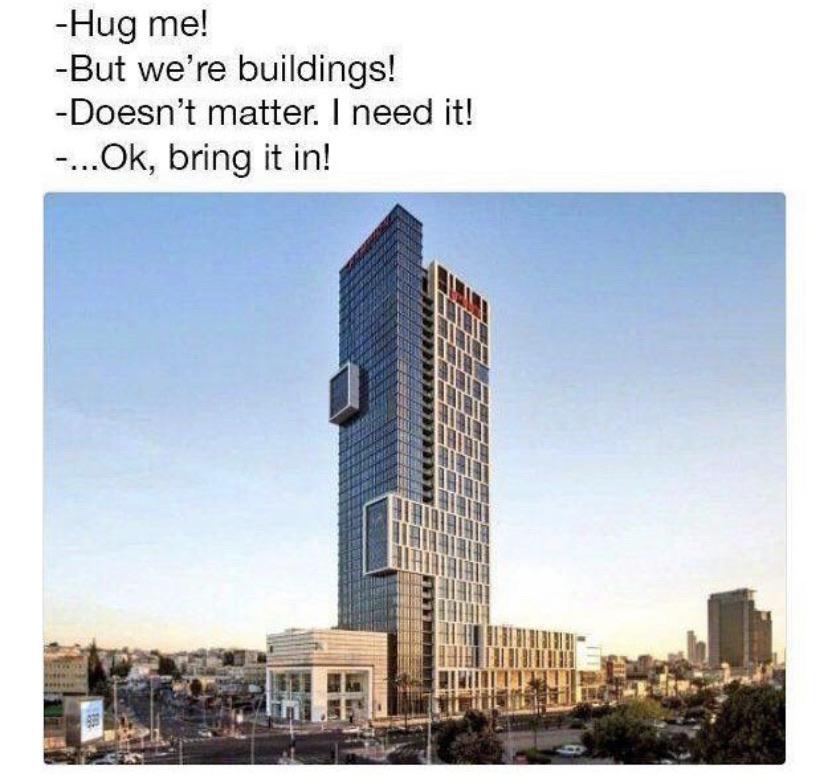 -Hug me!
-But we're buildings!
-Doesn't matter. I need it!
-...Ok, bring it in!